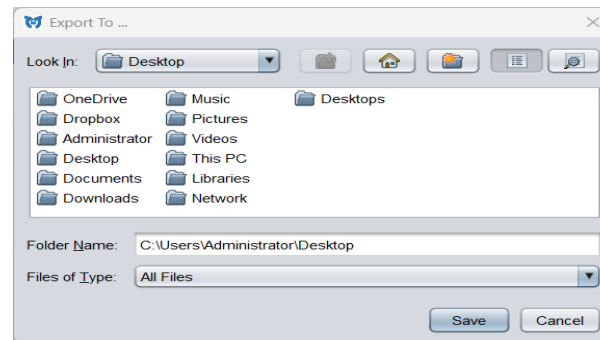 Export To ...
Look In: Desktop
OneDrive Music Desktops
Dropbox Pictures
Administrator Videos
Desktop This PC
Documents Libraries
Downloads Network
Folder Name: C:\Users\Administrator\Desktop
Files of Type: All Files
Save Cancel